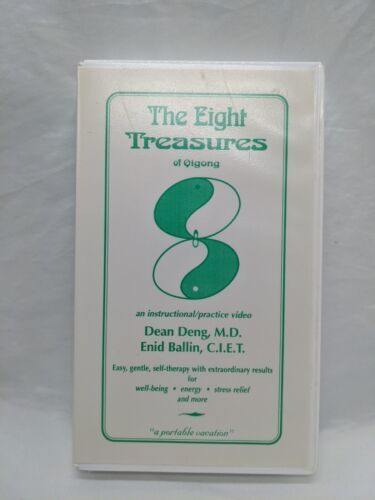 The Eight
Treasures
of Qigong
an instructional/practice video
Dean Deng, M.D.
Enid Ballin, C.I.E.T.
Easy, gentle, self-therapy with extraordinary results
for
well-being • energy • stress relief
and more
"a portable vacation"